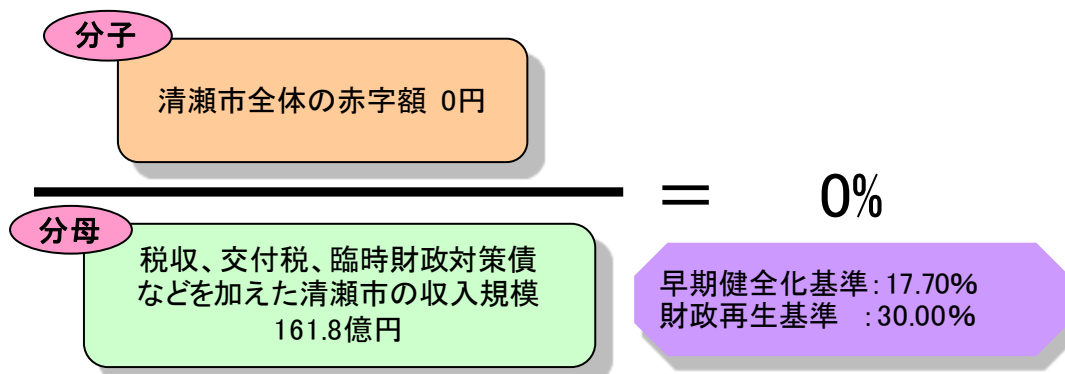 分子
清瀬市全体の赤字額 0円
＝ 0%
分母
税収、交付税、臨時財政対策債
などを加えた清瀬市の収入規模
161.8億円
早期健全化基準：17.70%
財政再生基準 ：30.00%